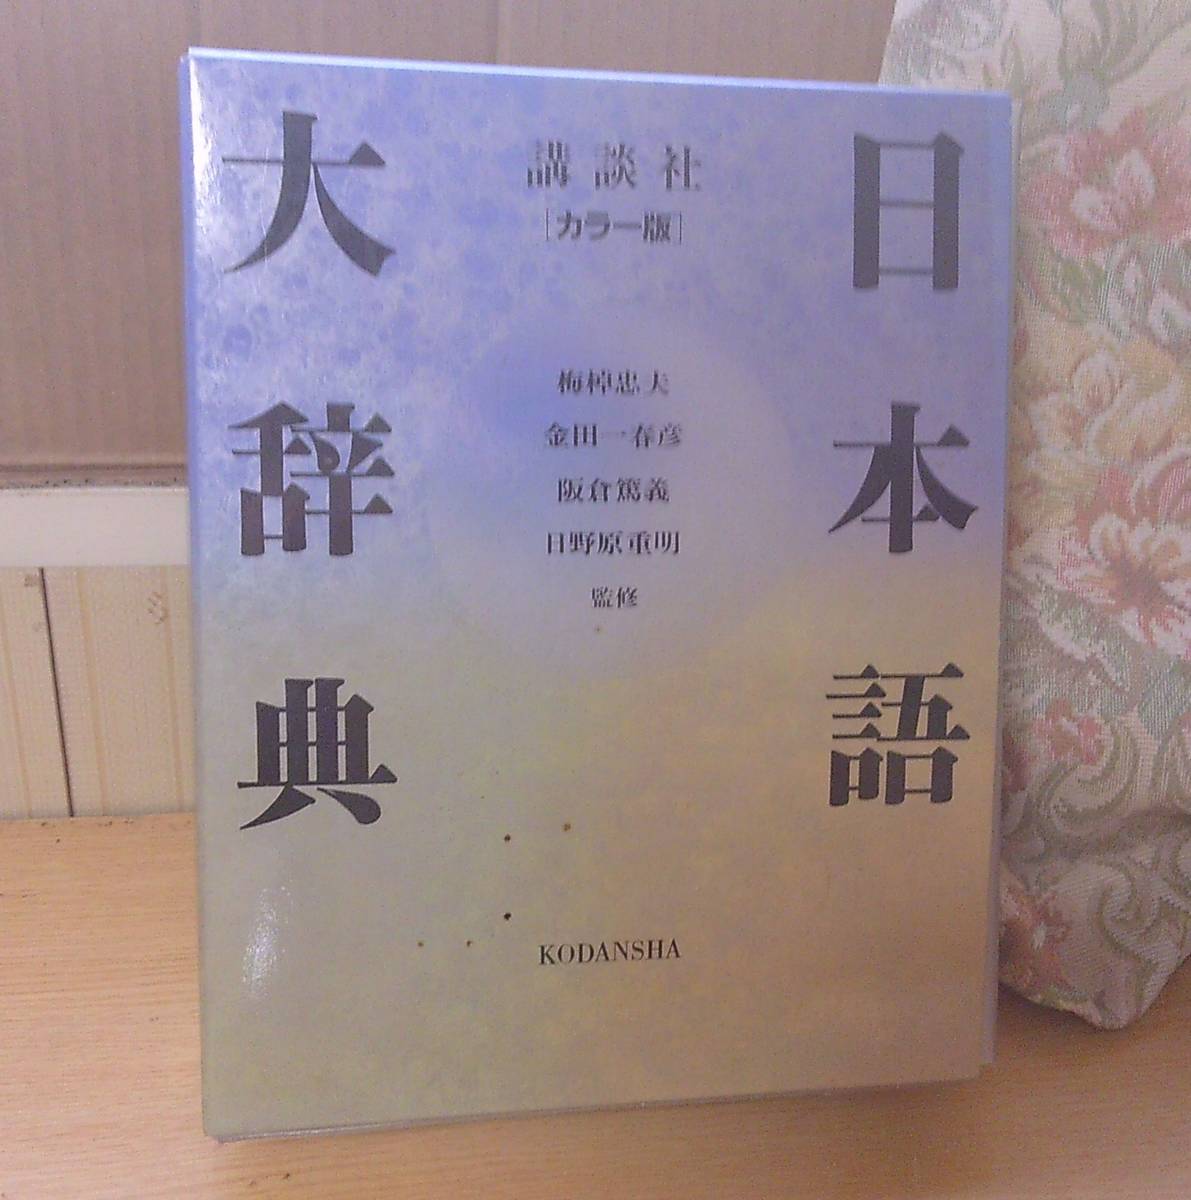 日本語
大辞典
講談社
[カラー版]
梅棹忠夫
金田一春彦
阪倉篤義
日野原重明
監修
KODANSHA